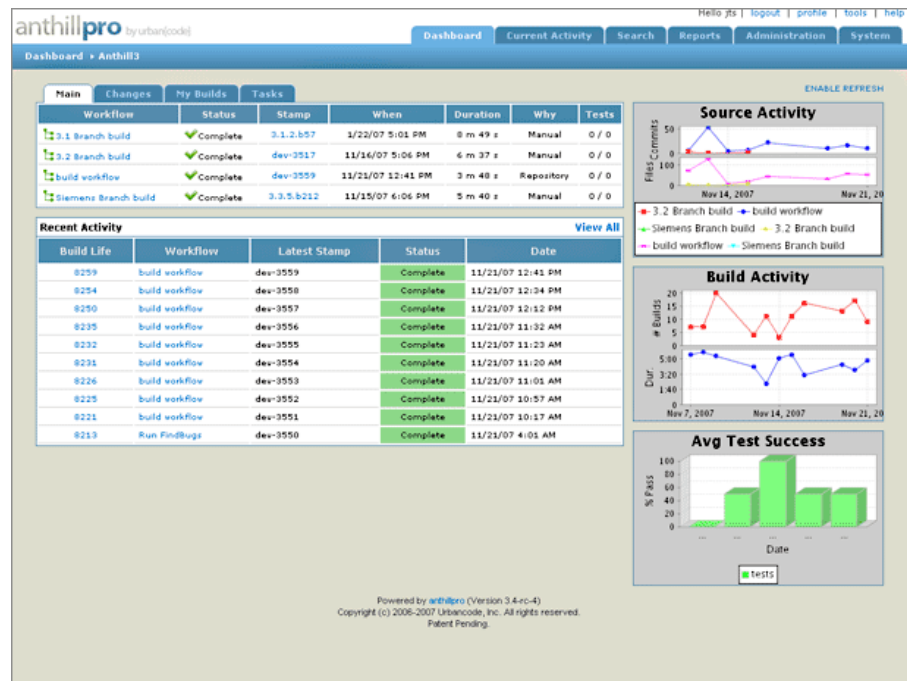 Hello jts | logout | profile | tools | help
anthillpro by urban{code}
Dashboard Current Activity Search Reports Administration System
Dashboard Anthill3
ENABLE REFRESH
Main Changes My Builds Tasks
Workflow Status Stamp When Duration Why Tests
3.1 Branch build Complete 3.1.2.b57 1/22/07 5:01 PM 8 m 49 s Manual 0 / 0
3.2 Branch build Complete dev-3517 11/16/07 5:06 PM 6 m 37 s Manual 0 / 0
build workflow Complete dev-3559 11/21/07 12:41 PM 3 m 48 s Repository 0 / 0
Siemens Branch build Complete 3.3.5.b212 11/15/07 6:06 PM 5 m 40 s Manual 0 / 0
Recent Activity View All
Build Life Workflow Latest Stamp Status Date
8259 build workflow dev-3559 Complete 11/21/07 12:41 PM
8254 build workflow dev-3558 Complete 11/21/07 12:34 PM
8250 build workflow dev-3557 Complete 11/21/07 12:12 PM
8235 build workflow dev-3556 Complete 11/21/07 11:32 AM
8232 build workflow dev-3555 Complete 11/21/07 11:23 AM
8231 build workflow dev-3554 Complete 11/21/07 11:20 AM
8226 build workflow dev-3553 Complete 11/21/07 11:01 AM
8225 build workflow dev-3552 Complete 11/21/07 10:57 AM
8221 build workflow dev-3551 Complete 11/21/07 10:17 AM
8213 Run FindBugs dev-3550 Complete 11/21/07 4:01 AM
Source Activity
Commits
50
0
Files
100
0
Nov 14, 2007 Nov 21, 20
3.2 Branch build build workflow
Siemens Branch build 3.2 Branch build
build workflow Siemens Branch build
Build Activity
# Builds
20
15
10
5
0
Dur.
5:00
3:20
1:40
0
Nov 7, 2007 Nov 14, 2007 Nov 21, 20
Avg Test Success
% Pass
100
80
60
40
20
0
... ... ... ... ...
Date
tests
Powered by anthillpro (Version 3.4-rc-4)
Copyright (c) 2006-2007 Urbancode, Inc. All rights reserved.
Patent Pending.